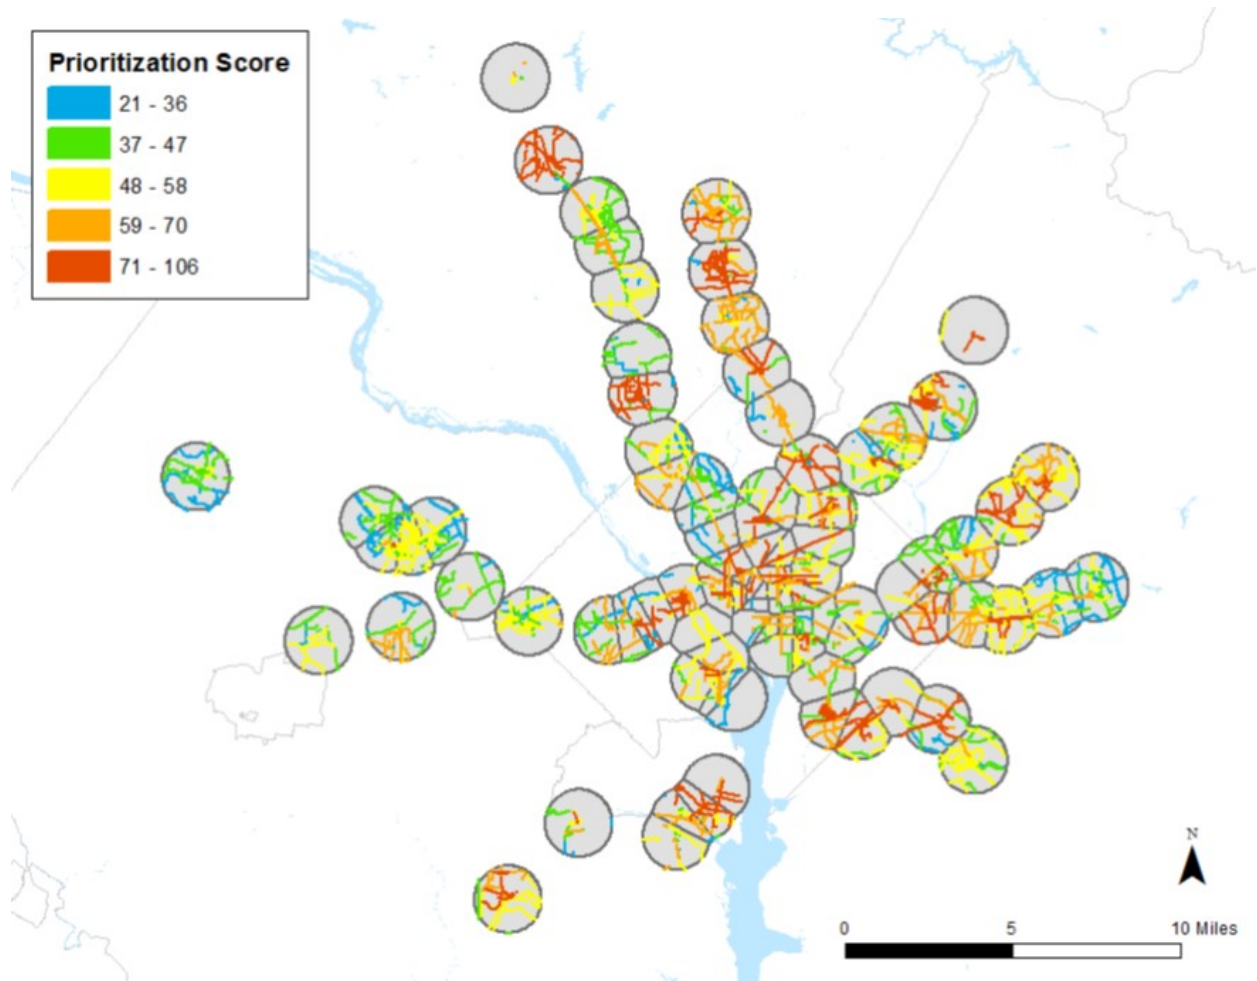 Prioritization Score
21 - 36
37 - 47
48 - 58
59 - 70
71 - 106
N
0 5 10 Miles